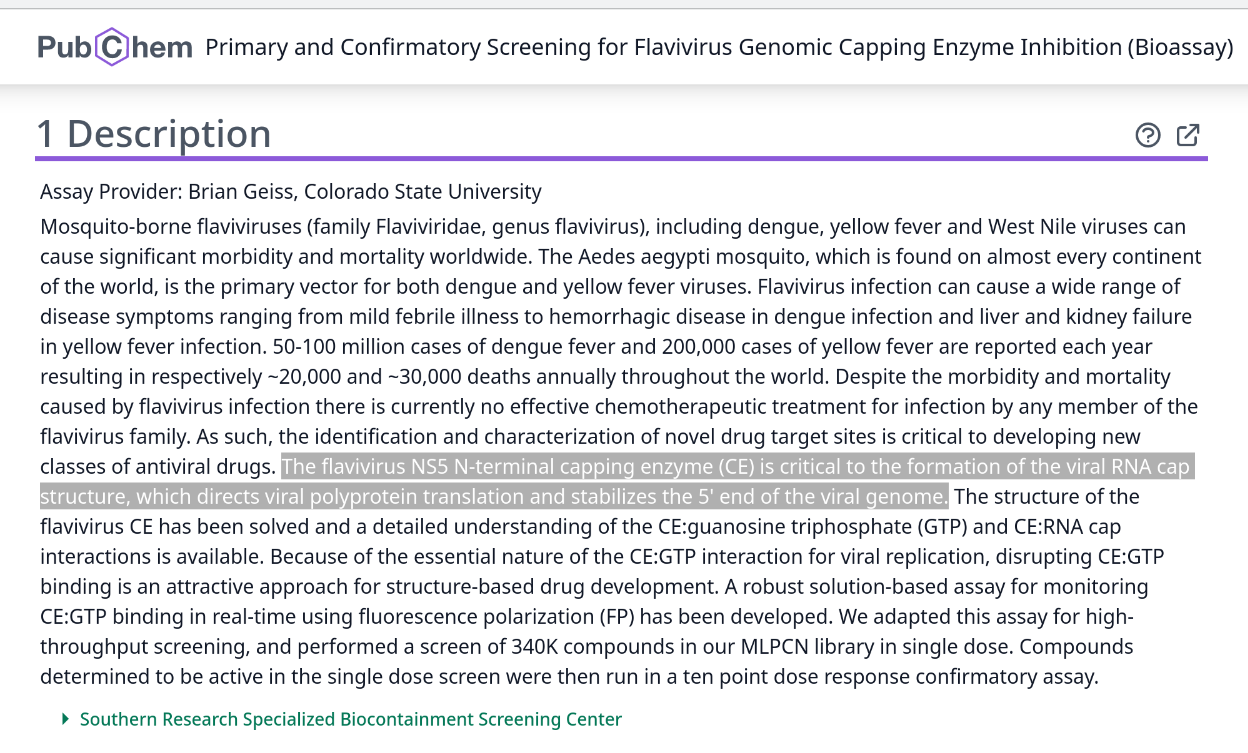 PubChem Primary and Confirmatory Screening for Flavivirus Genomic Capping Enzyme Inhibition (Bioassay)
1 Description
Assay Provider: Brian Geiss, Colorado State University
Mosquito-borne flaviviruses (family Flaviviridae, genus flavivirus), including dengue, yellow fever and West Nile viruses can
cause significant morbidity and mortality worldwide. The Aedes aegypti mosquito, which is found on almost every continent
of the world, is the primary vector for both dengue and yellow fever viruses. Flavivirus infection can cause a wide range of
disease symptoms ranging from mild febrile illness to hemorrhagic disease in dengue infection and liver and kidney failure
in yellow fever infection. 50-100 million cases of dengue fever and 200,000 cases of yellow fever are reported each year
resulting in respectively ~20,000 and ~30,000 deaths annually throughout the world. Despite the morbidity and mortality
caused by flavivirus infection there is currently no effective chemotherapeutic treatment for infection by any member of the
flavivirus family. As such, the identification and characterization of novel drug target sites is critical to developing new
classes of antiviral drugs. The flavivirus NS5 N-terminal capping enzyme (CE) is critical to the formation of the viral RNA cap
structure, which directs viral polyprotein translation and stabilizes the 5' end of the viral genome. The structure of the
flavivirus CE has been solved and a detailed understanding of the CE:guanosine triphosphate (GTP) and CE:RNA cap
interactions is available. Because of the essential nature of the CE:GTP interaction for viral replication, disrupting CE:GTP
binding is an attractive approach for structure-based drug development. A robust solution-based assay for monitoring
CE:GTP binding in real-time using fluorescence polarization (FP) has been developed. We adapted this assay for high-
throughput screening, and performed a screen of 340K compounds in our MLPCN library in single dose. Compounds
determined to be active in the single dose screen were then run in a ten point dose response confirmatory assay.
Southern Research Specialized Biocontainment Screening Center